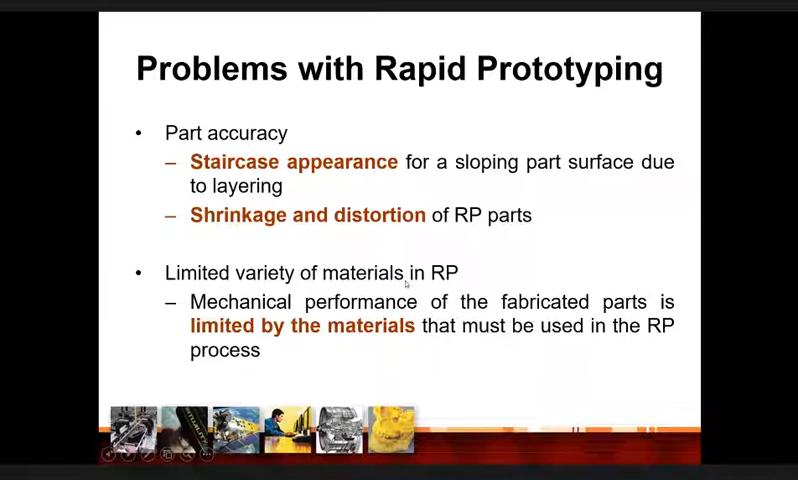 Problems with Rapid Prototyping
• Part accuracy
– Staircase appearance for a sloping part surface due
to layering
– Shrinkage and distortion of RP parts
• Limited variety of materials in RP
– Mechanical performance of the fabricated parts is
limited by the materials that must be used in the RP
process